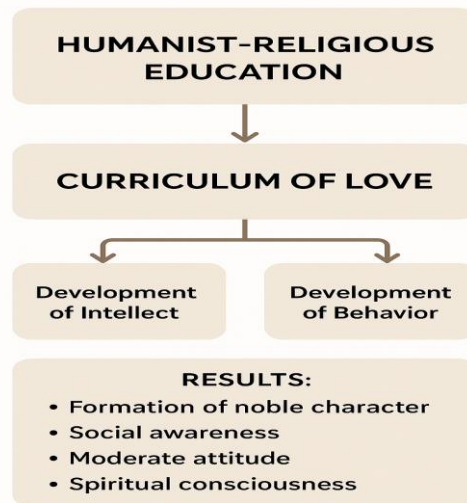 HUMANIST-RELIGIOUS
EDUCATION
CURRICULUM OF LOVE
Development
of Intellect
Development
of Behavior
RESULTS:
• Formation of noble character
• Social awareness
• Moderate attitude
• Spiritual consciousness